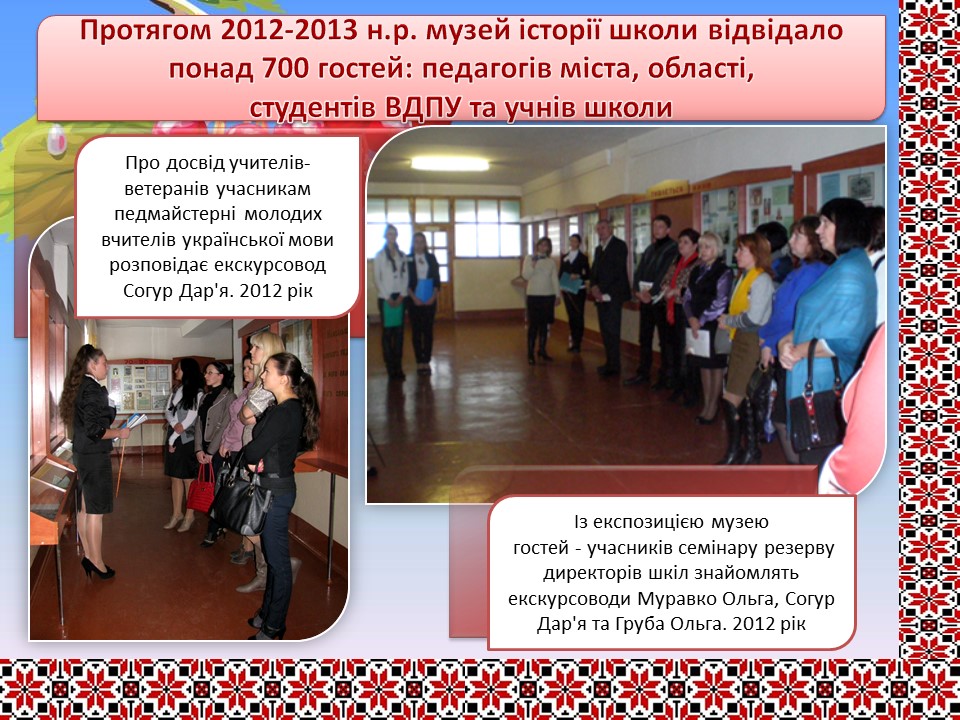 Протягом 2012-2013 н.р. музей історії школи відвідало
понад 700 гостей: педагогів міста, області,
студентів ВДПУ та учнів школи
Про досвід учителів-
ветеранів учасникам
педмайстерні молодих
вчителів української мови
розповідає екскурсовод
Согур Дар'я. 2012 рік
Із експозицією музею
гостей - учасників семінару резерву
директорів шкіл знайомлять
екскурсоводи Муравко Ольга, Согур
Дар'я та Груба Ольга. 2012 рік